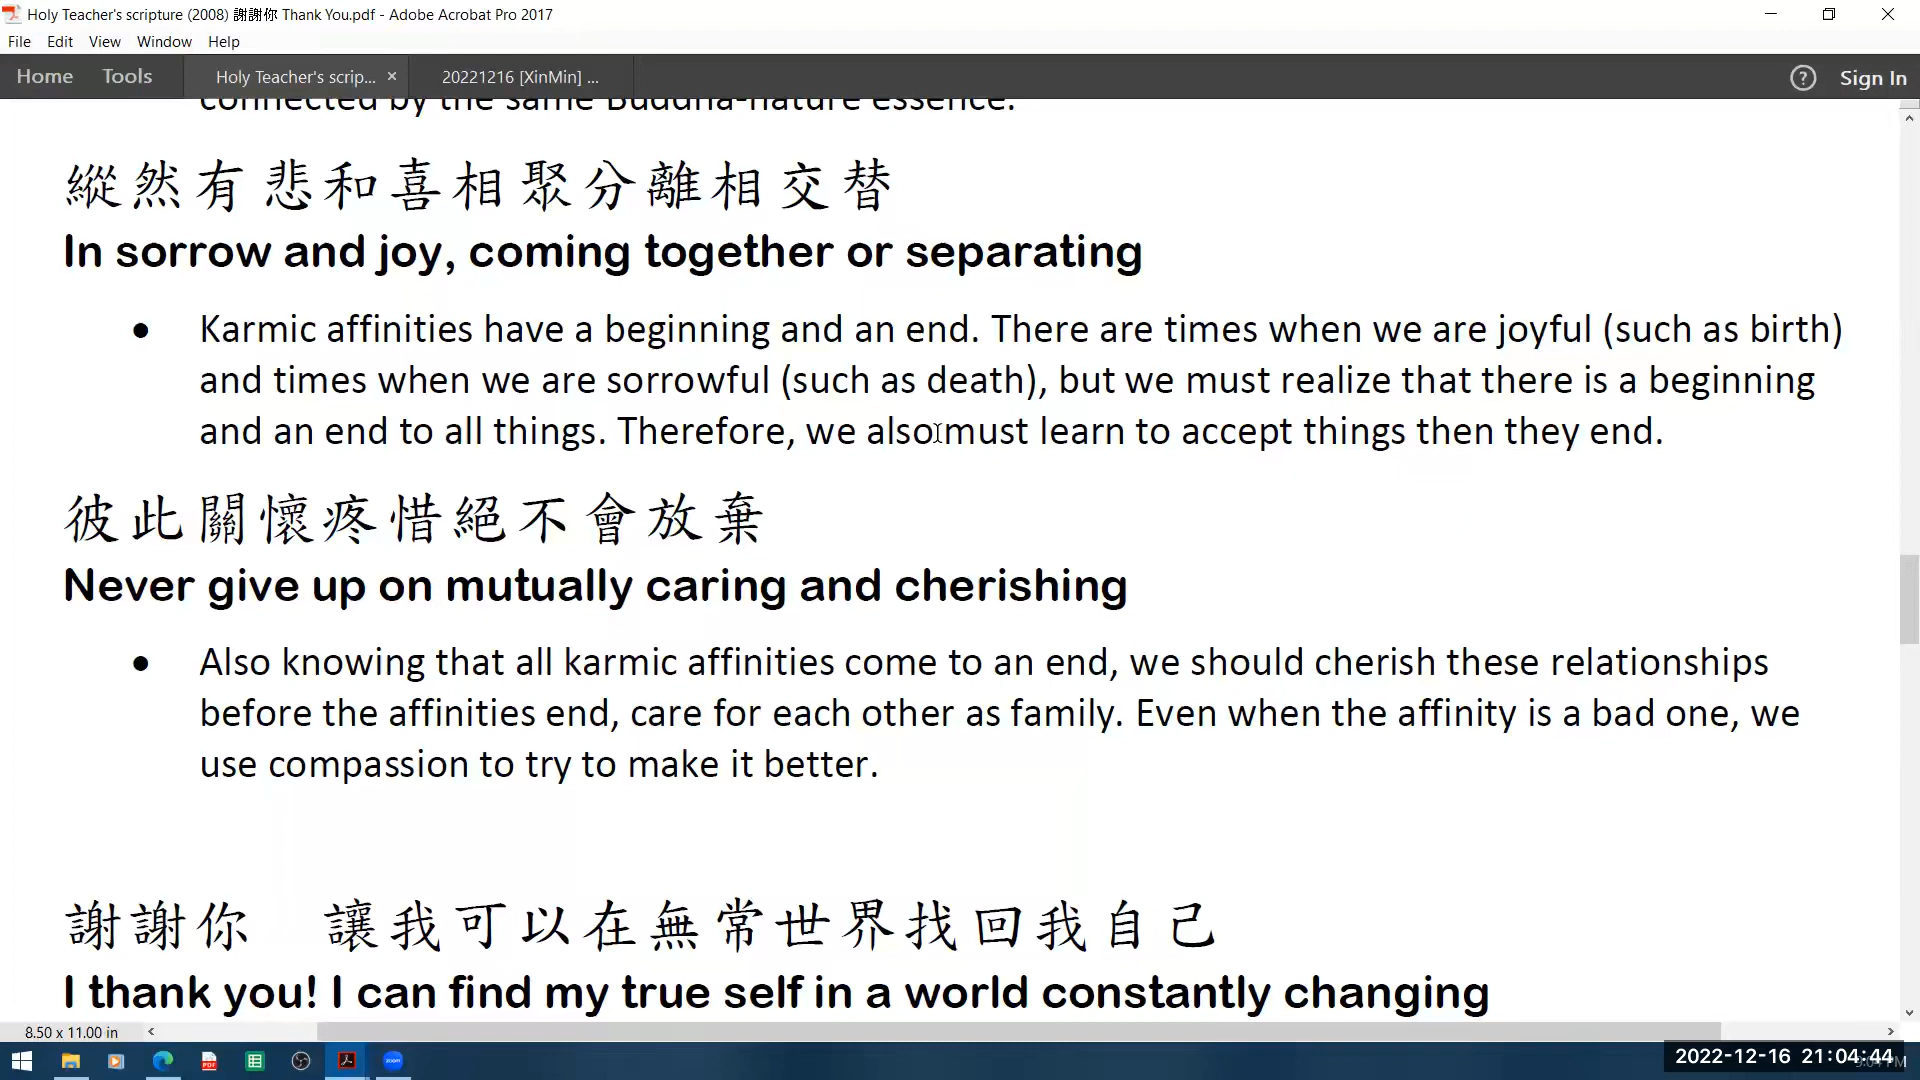 Holy Teacher's scripture (2008) 謝謝你 Thank You.pdf - Adobe Acrobat Pro 2017
File Edit View Window Help
Home Tools Holy Teacher's scrip... × 20221216 [XinMin] ... ? Sign In
connected by the same Buddha-nature essence.
縱然有悲和喜相聚分離相交替
In sorrow and joy, coming together or separating
● Karmic affinities have a beginning and an end. There are times when we are joyful (such as birth)
and times when we are sorrowful (such as death), but we must realize that there is a beginning
and an end to all things. Therefore, we also must learn to accept things then they end.
彼此關懷疼惜絕不會放棄
Never give up on mutually caring and cherishing
● Also knowing that all karmic affinities come to an end, we should cherish these relationships
before the affinities end, care for each other as family. Even when the affinity is a bad one, we
use compassion to try to make it better.
謝謝你 讓我可以在無常世界找回我自己
I thank you! I can find my true self in a world constantly changing
8.50 x 11.00 in
zoom
2022-12-16 21:04:44